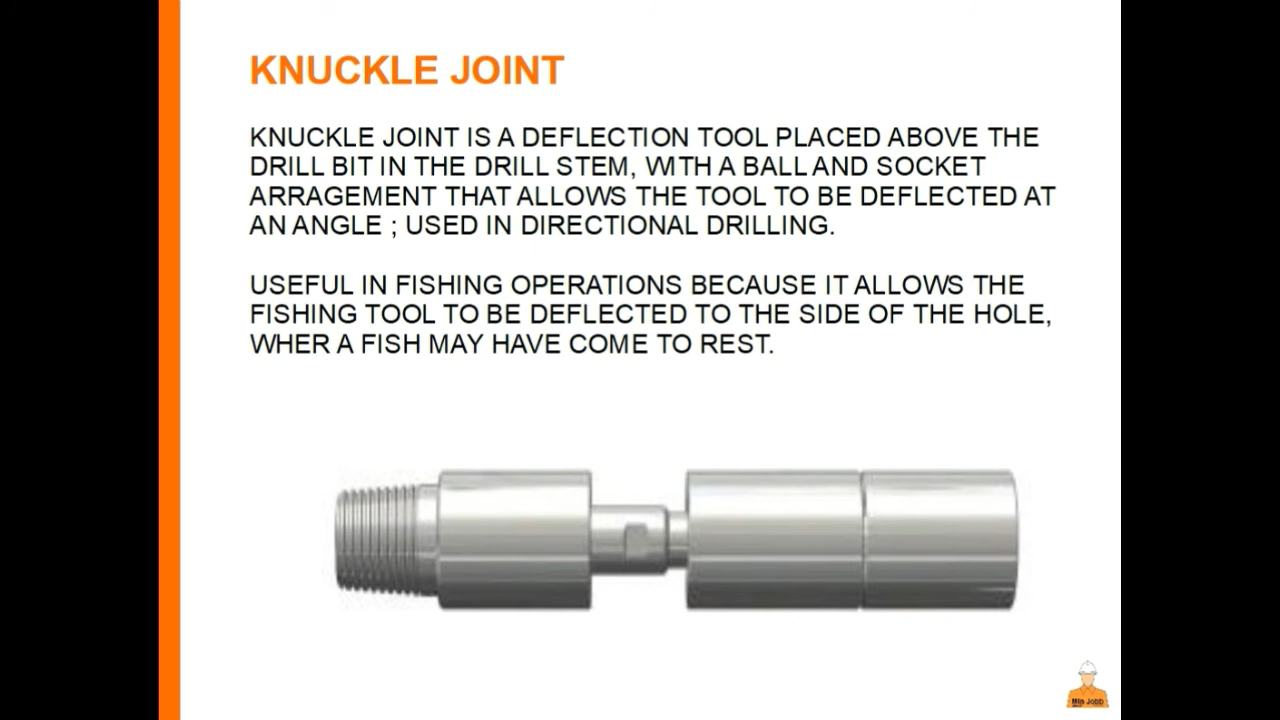 KNUCKLE JOINT
KNUCKLE JOINT IS A DEFLECTION TOOL PLACED ABOVE THE
DRILL BIT IN THE DRILL STEM, WITH A BALL AND SOCKET
ARRAGEMENT THAT ALLOWS THE TOOL TO BE DEFLECTED AT
AN ANGLE ; USED IN DIRECTIONAL DRILLING.
USEFUL IN FISHING OPERATIONS BECAUSE IT ALLOWS THE
FISHING TOOL TO BE DEFLECTED TO THE SIDE OF THE HOLE,
WHER A FISH MAY HAVE COME TO REST.